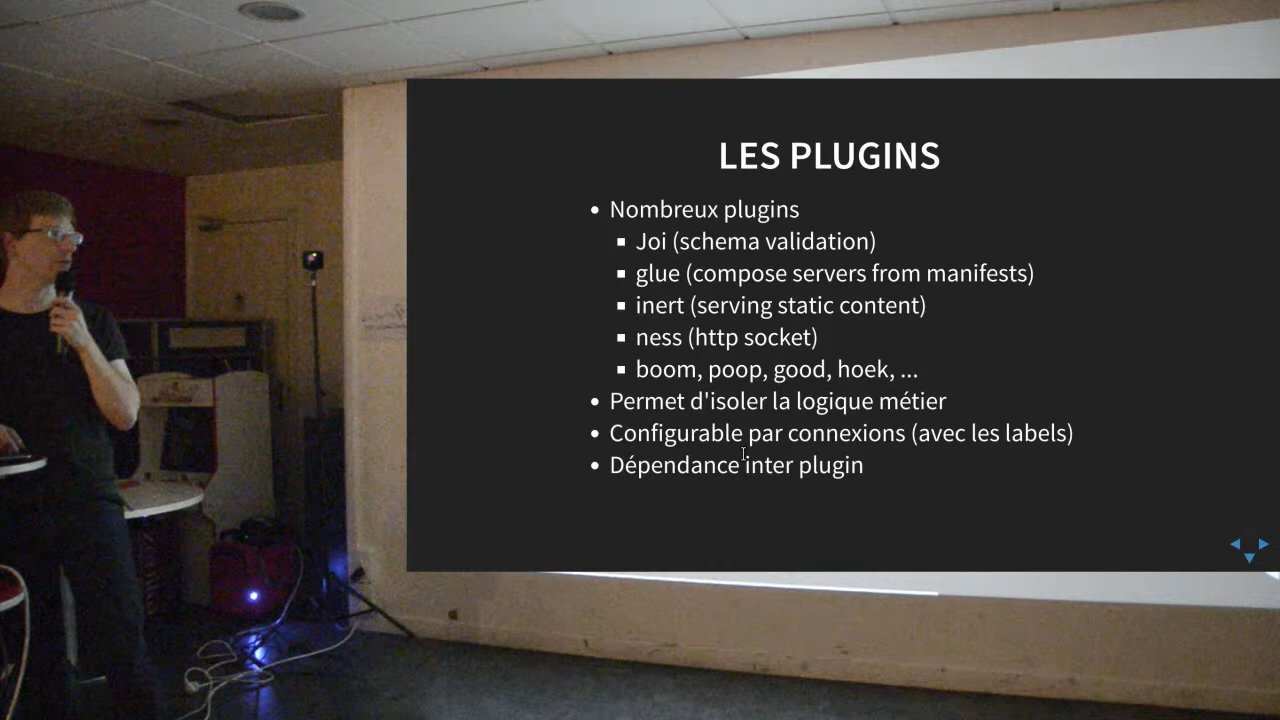 LES PLUGINS
Nombreux plugins
Joi (schema validation)
glue (compose servers from manifests)
inert (serving static content)
ness (http socket)
boom, poop, good, hoek, ...
Permet d'isoler la logique métier
Configurable par connexions (avec les labels)
Dépendance inter plugin